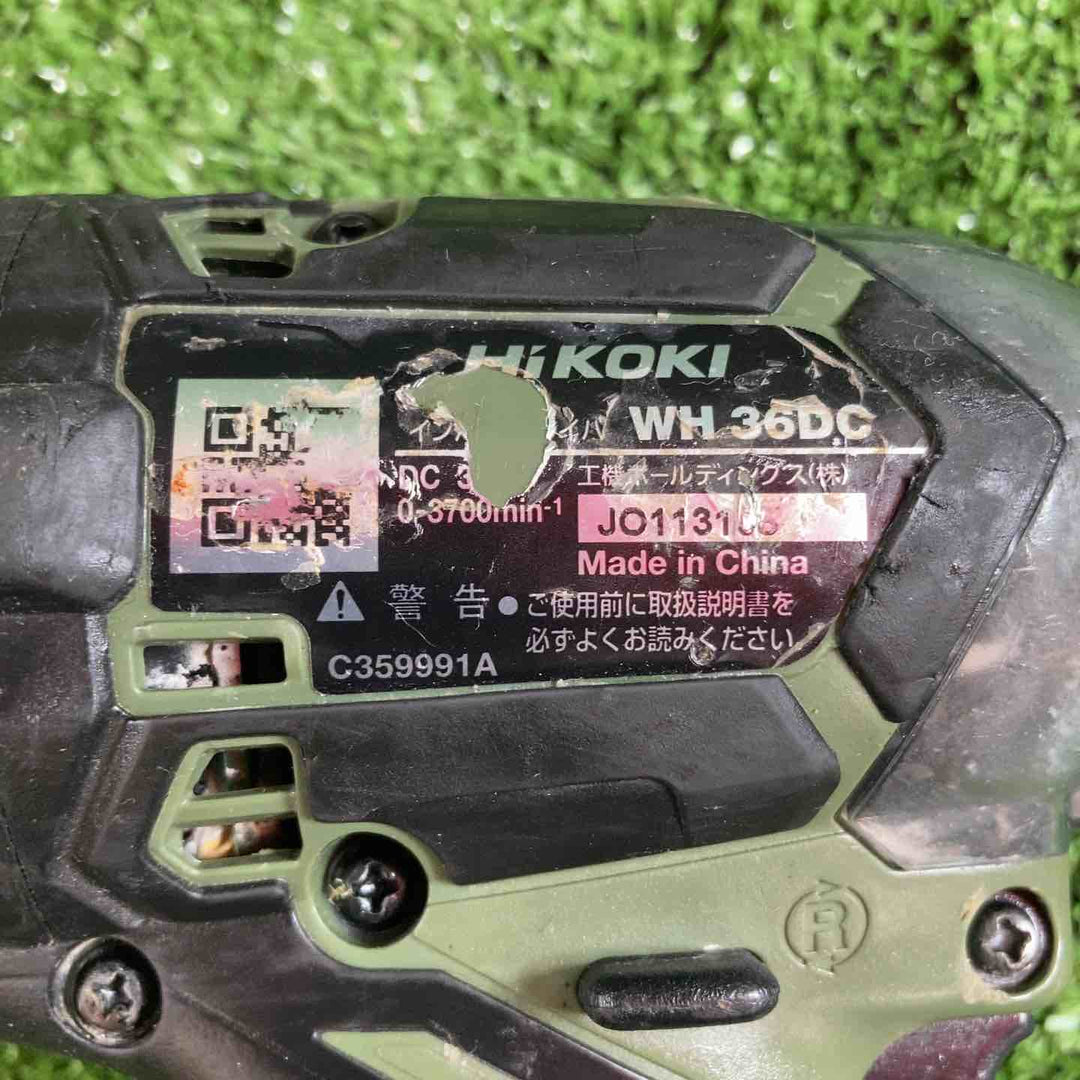 HiKOKI
WH 36DC
DC
工機ホールディングス(株)
0-3700min-1
Made in China
警告 ● ご使用前に取扱説明書を
必ずよくお読みください
C359991A
R